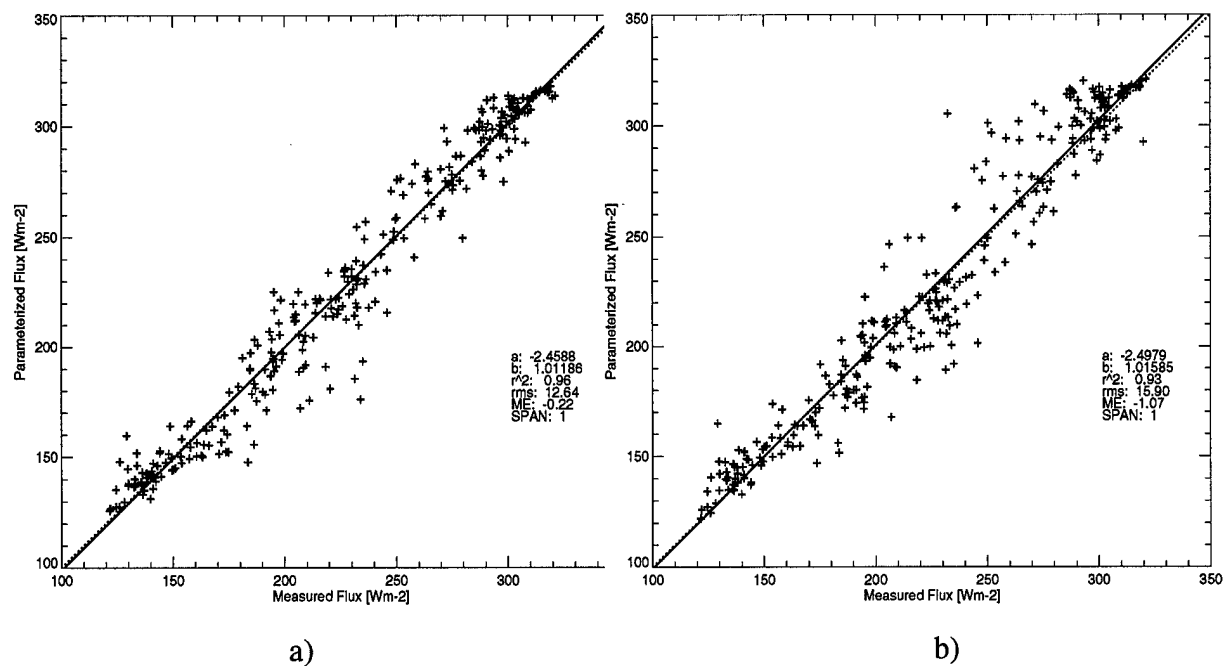 350
300
250
200
150
100
Parameterized Flux [Wm-2]
100 150 200 250 300
Measured Flux [Wm-2]
a: -2.4588
b: 1.01186
r^2: 0.96
rms: 12.64
ME: -0.22
SPAN: 1
a)
350
300
250
200
150
100
Parameterized Flux [Wm-2]
100 150 200 250 300 350
Measured Flux [Wm-2]
a: -2.4979
b: 1.01585
r^2: 0.93
rms: 15.90
ME: -1.07
SPAN: 1
b)